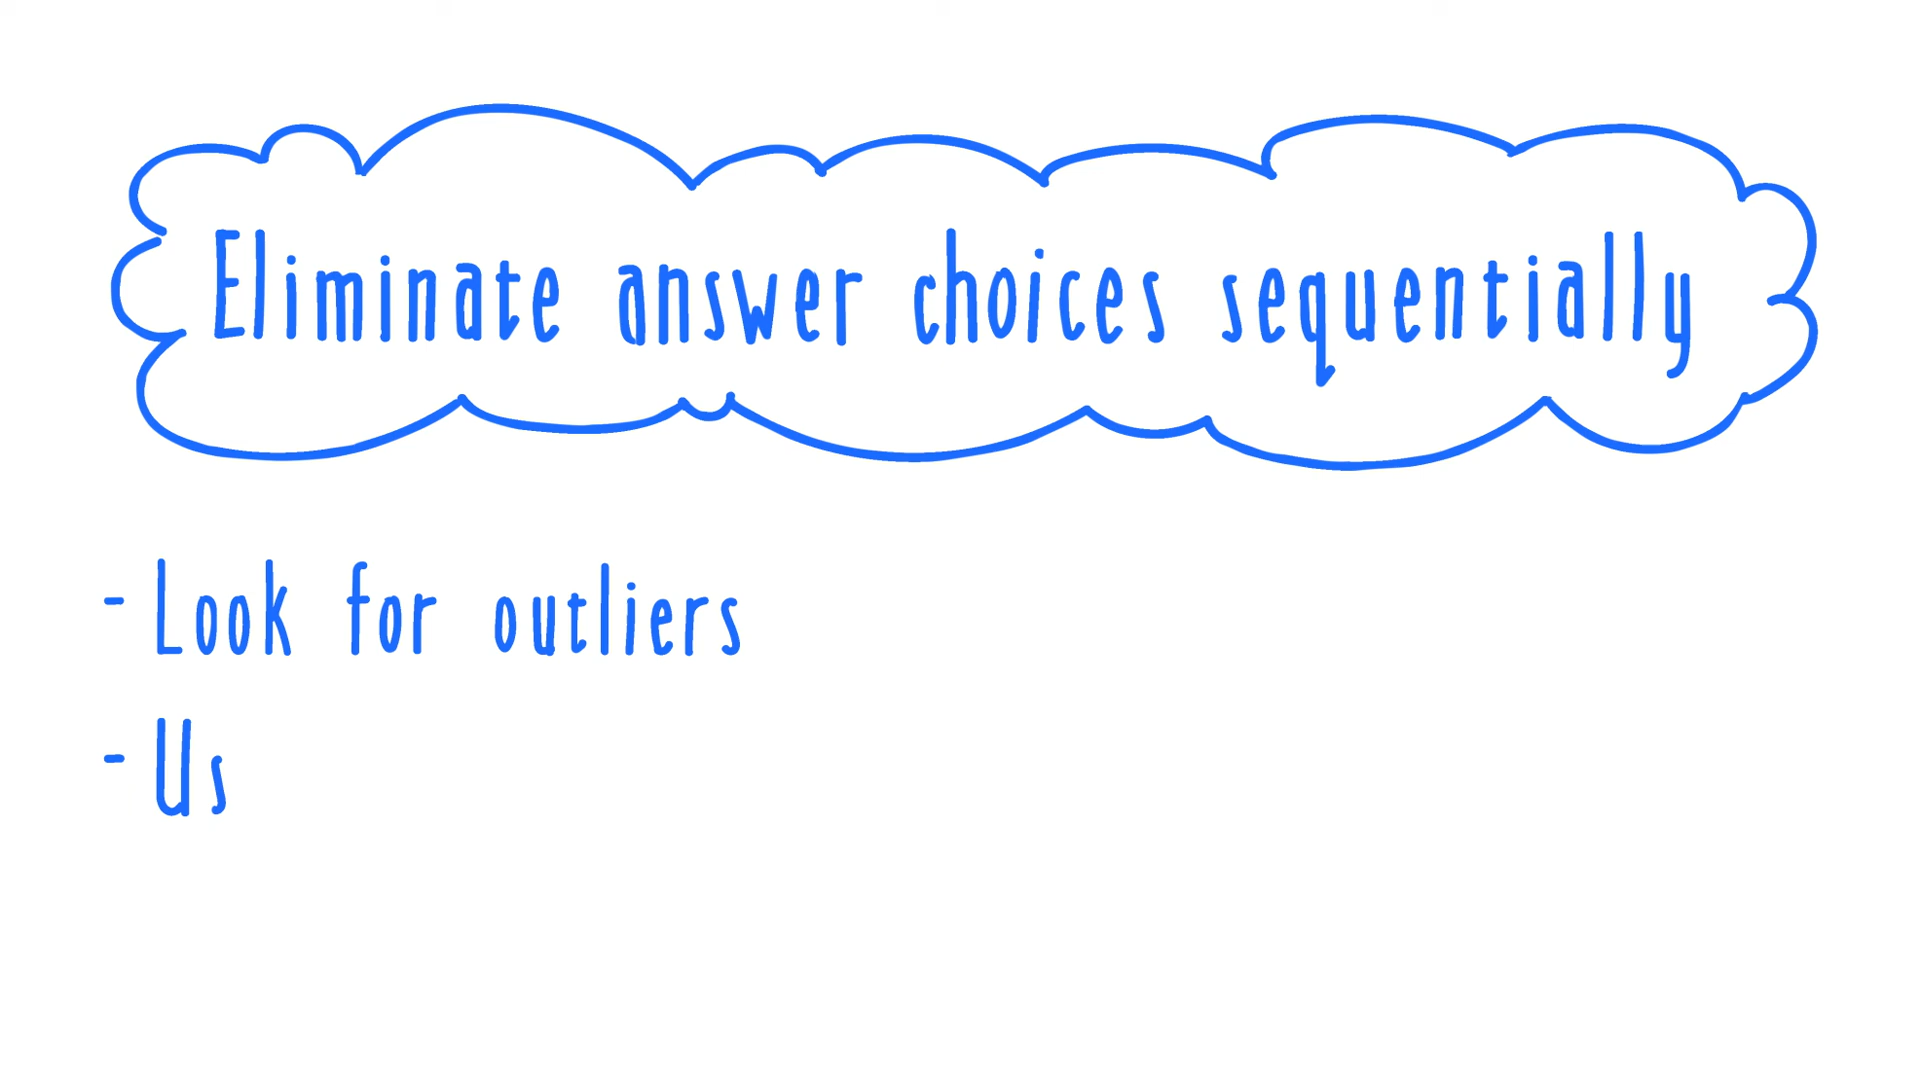 Eliminate answer choices sequentially
- Look for outliers
- Us